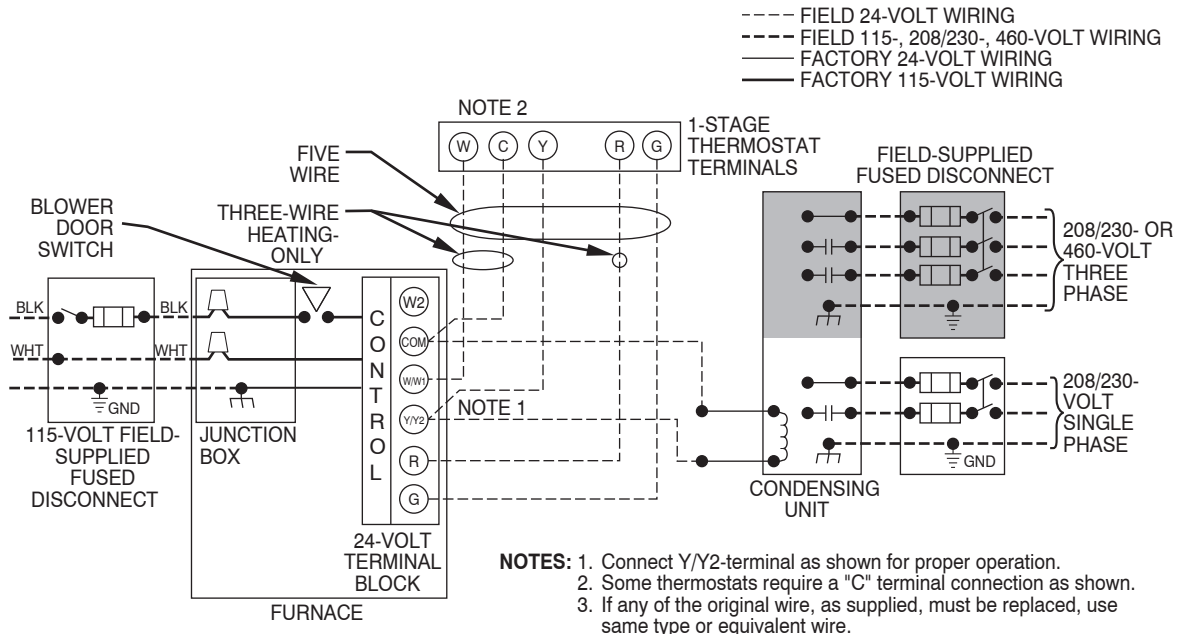 FIELD 24-VOLT WIRING
FIELD 115-, 208/230-, 460-VOLT WIRING
FACTORY 24-VOLT WIRING
FACTORY 115-VOLT WIRING
NOTE 2
W C Y R G
1-STAGE
THERMOSTAT
TERMINALS
FIVE
WIRE
THREE-WIRE
HEATING-
ONLY
BLOWER
DOOR
SWITCH
FIELD-SUPPLIED
FUSED DISCONNECT
208/230- OR
460-VOLT
THREE
PHASE
BLK
BLK
WHT
WHT
GND
115-VOLT FIELD-
SUPPLIED
FUSED
DISCONNECT
JUNCTION
BOX
CONTROL
W2
COM
W/W1
Y/Y2
R
G
NOTE 1
24-VOLT
TERMINAL
BLOCK
FURNACE
208/230-
VOLT
SINGLE
PHASE
GND
CONDENSING
UNIT
NOTES: 1. Connect Y/Y2-terminal as shown for proper operation.
2. Some thermostats require a "C" terminal connection as shown.
3. If any of the original wire, as supplied, must be replaced, use
same type or equivalent wire.